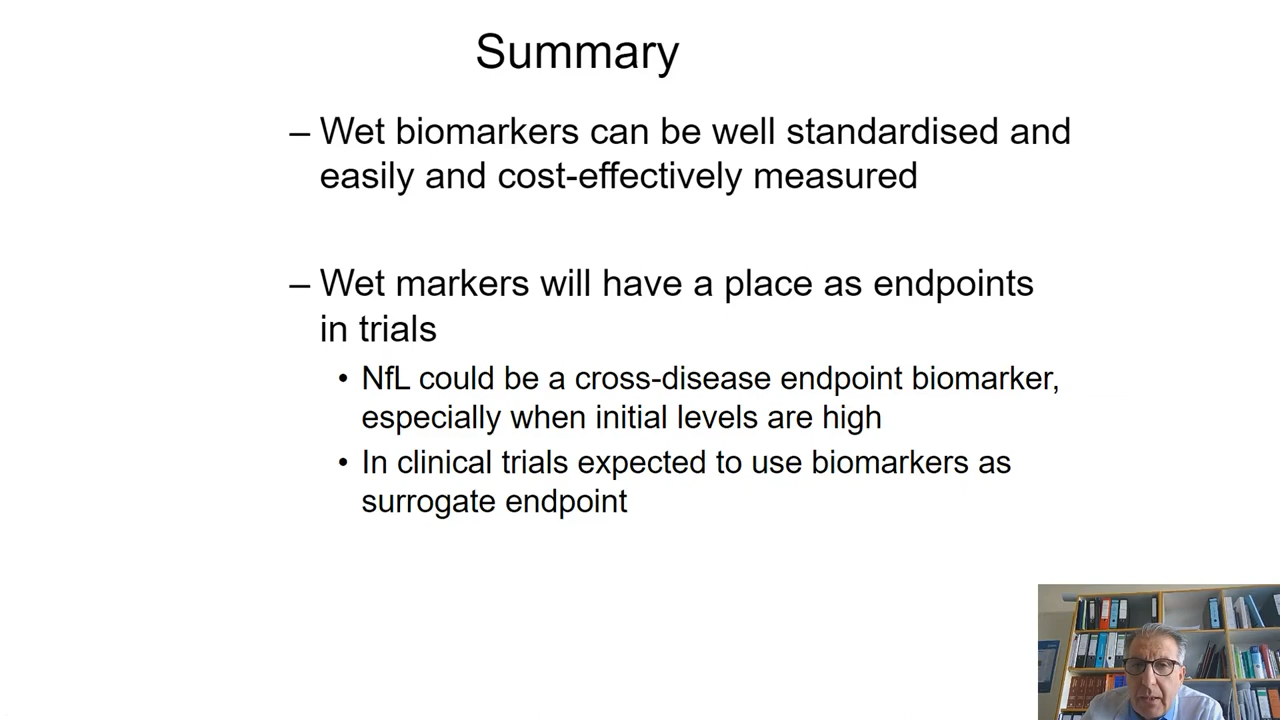 Summary
– Wet biomarkers can be well standardised and
easily and cost-effectively measured
– Wet markers will have a place as endpoints
in trials
• NfL could be a cross-disease endpoint biomarker,
especially when initial levels are high
• In clinical trials expected to use biomarkers as
surrogate endpoint